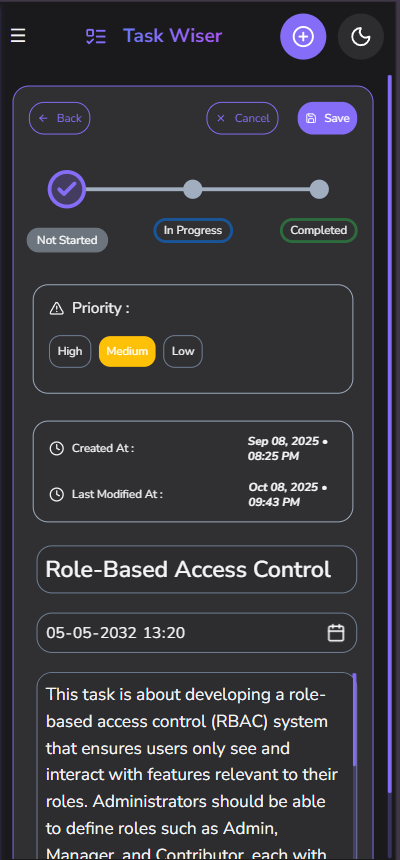 Task Wiser
Back Cancel Save
Not Started In Progress Completed
Priority :
High Medium Low
Created At : Sep 08, 2025 •
08:25 PM
Last Modified At : Oct 08, 2025 •
09:43 PM
Role-Based Access Control
05-05-2032 13:20
This task is about developing a role-
based access control (RBAC) system
that ensures users only see and
interact with features relevant to their
roles. Administrators should be able
to define roles such as Admin,
Manager, and Contributor, each with